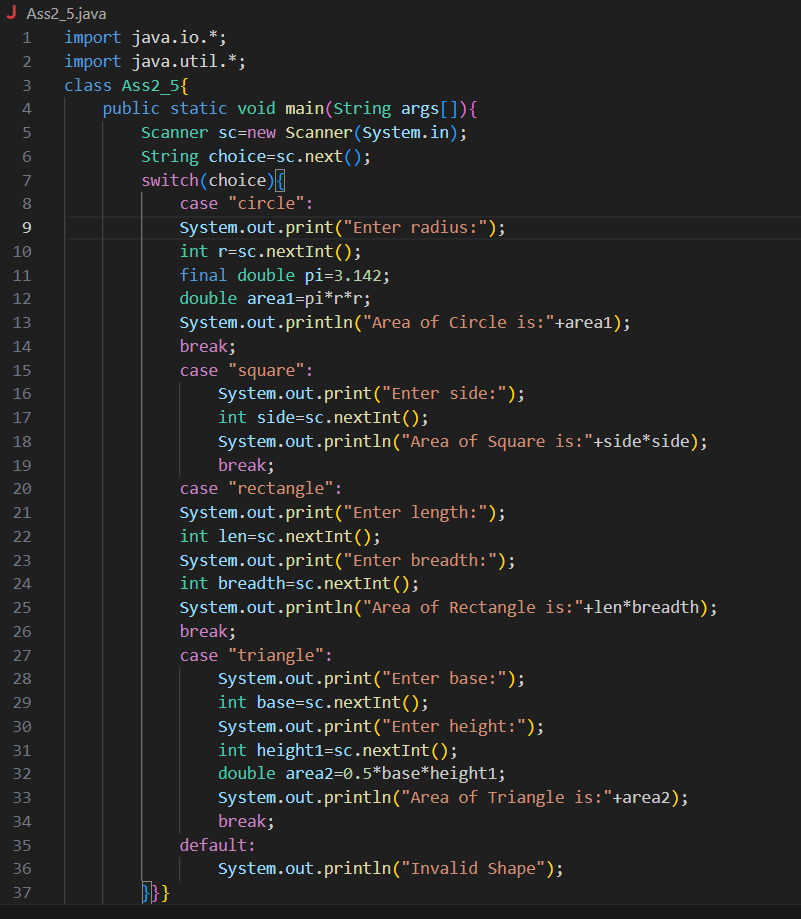 J Ass2_5.java
1 import java.io.*;
2 import java.util.*;
3 class Ass2_5{
4 public static void main(String args[]){
5 Scanner sc=new Scanner(System.in);
6 String choice=sc.next();
7 switch(choice){
8 case "circle":
9 System.out.print("Enter radius:");
10 int r=sc.nextInt();
11 final double pi=3.142;
12 double area1=pi*r*r;
13 System.out.println("Area of Circle is:"+area1);
14 break;
15 case "square":
16 System.out.print("Enter side:");
17 int side=sc.nextInt();
18 System.out.println("Area of Square is:"+side*side);
19 break;
20 case "rectangle":
21 System.out.print("Enter length:");
22 int len=sc.nextInt();
23 System.out.print("Enter breadth:");
24 int breadth=sc.nextInt();
25 System.out.println("Area of Rectangle is:"+len*breadth);
26 break;
27 case "triangle":
28 System.out.print("Enter base:");
29 int base=sc.nextInt();
30 System.out.print("Enter height:");
31 int height1=sc.nextInt();
32 double area2=0.5*base*height1;
33 System.out.println("Area of Triangle is:"+area2);
34 break;
35 default:
36 System.out.println("Invalid Shape");
37 }}}